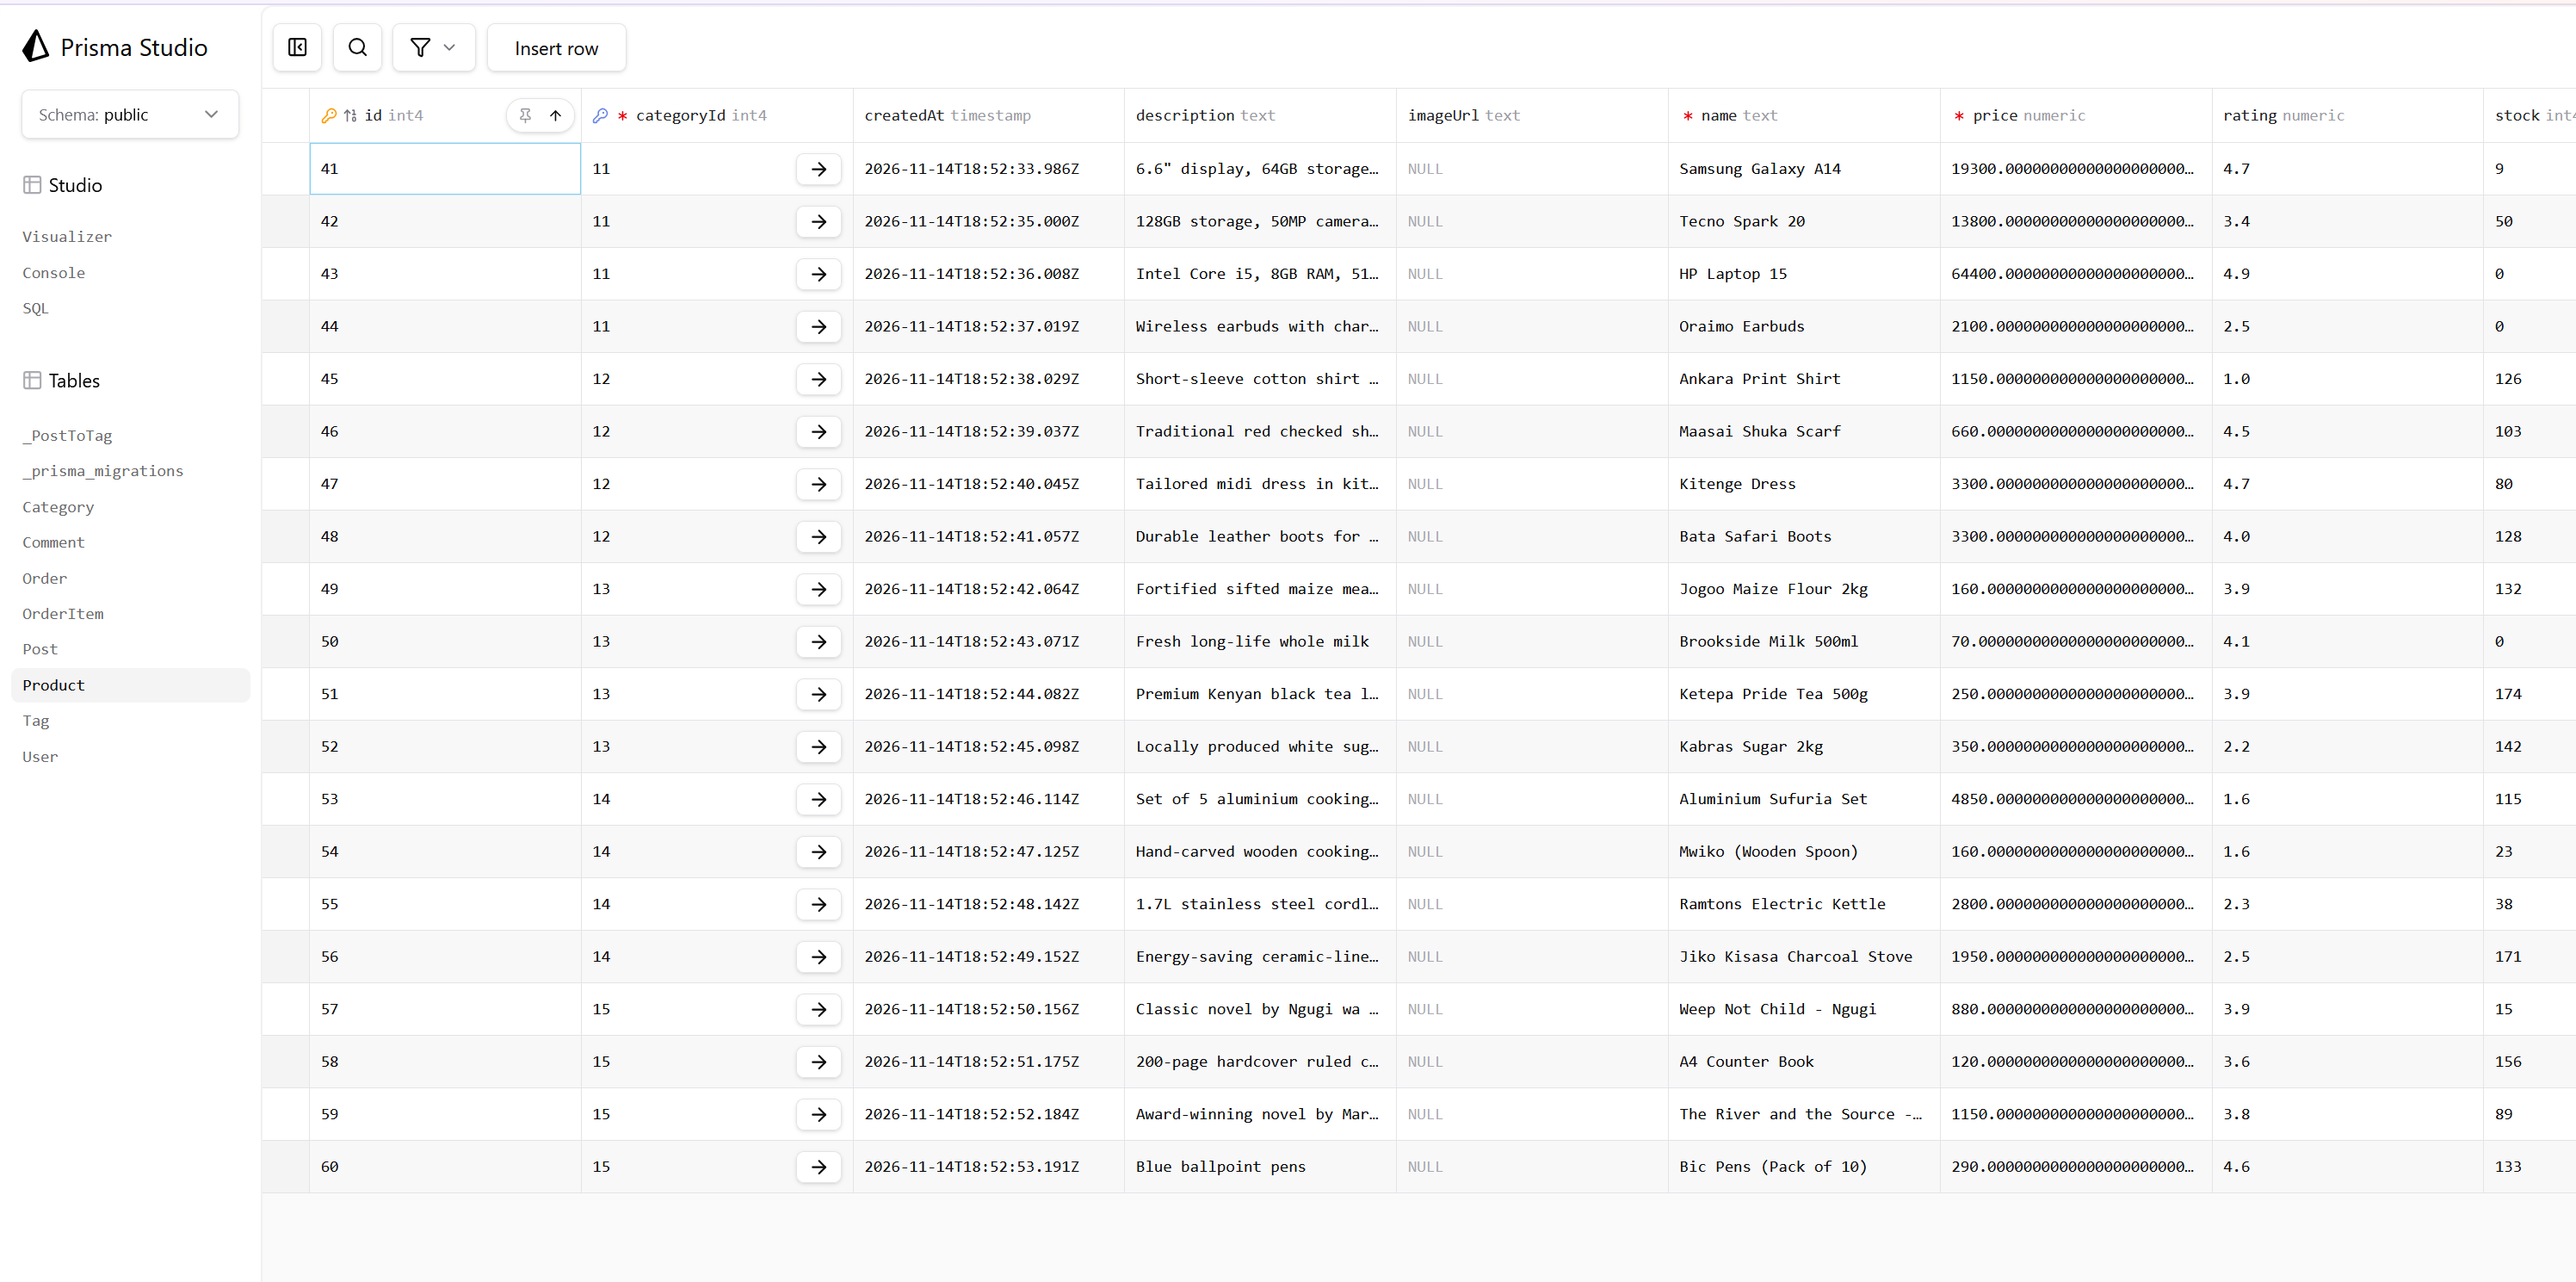 Prisma Studio
Insert row
Schema: public
Studio
Visualizer
Console
SQL
Tables
_PostToTag
_prisma_migrations
Category
Comment
Order
OrderItem
Post
Product
Tag
User
id int4 * categoryId int4 createdAt timestamp description text imageUrl text * name text * price numeric rating numeric stock int4
41 11 2026-11-14T18:52:33.986Z 6.6" display, 64GB storage… NULL Samsung Galaxy A14 19300.00000000000000000000… 4.7 9
42 11 2026-11-14T18:52:35.000Z 128GB storage, 50MP camera… NULL Tecno Spark 20 13800.00000000000000000000… 3.4 50
43 11 2026-11-14T18:52:36.008Z Intel Core i5, 8GB RAM, 51… NULL HP Laptop 15 64400.00000000000000000000… 4.9 0
44 11 2026-11-14T18:52:37.019Z Wireless earbuds with char… NULL Oraimo Earbuds 2100.000000000000000000000… 2.5 0
45 12 2026-11-14T18:52:38.029Z Short-sleeve cotton shirt … NULL Ankara Print Shirt 1150.000000000000000000000… 1.0 126
46 12 2026-11-14T18:52:39.037Z Traditional red checked sh… NULL Maasai Shuka Scarf 660.0000000000000000000000… 4.5 103
47 12 2026-11-14T18:52:40.045Z Tailored midi dress in kit… NULL Kitenge Dress 3300.000000000000000000000… 4.7 80
48 12 2026-11-14T18:52:41.057Z Durable leather boots for … NULL Bata Safari Boots 3300.000000000000000000000… 4.0 128
49 13 2026-11-14T18:52:42.064Z Fortified sifted maize mea… NULL Jogoo Maize Flour 2kg 160.0000000000000000000000… 3.9 132
50 13 2026-11-14T18:52:43.071Z Fresh long-life whole milk NULL Brookside Milk 500ml 70.00000000000000000000000… 4.1 0
51 13 2026-11-14T18:52:44.082Z Premium Kenyan black tea l… NULL Ketepa Pride Tea 500g 250.0000000000000000000000… 3.9 174
52 13 2026-11-14T18:52:45.098Z Locally produced white sug… NULL Kabras Sugar 2kg 350.0000000000000000000000… 2.2 142
53 14 2026-11-14T18:52:46.114Z Set of 5 aluminium cooking… NULL Aluminium Sufuria Set 4850.000000000000000000000… 1.6 115
54 14 2026-11-14T18:52:47.125Z Hand-carved wooden cooking… NULL Mwiko (Wooden Spoon) 160.0000000000000000000000… 1.6 23
55 14 2026-11-14T18:52:48.142Z 1.7L stainless steel cordl… NULL Ramtons Electric Kettle 2800.000000000000000000000… 2.3 38
56 14 2026-11-14T18:52:49.152Z Energy-saving ceramic-line… NULL Jiko Kisasa Charcoal Stove 1950.000000000000000000000… 2.5 171
57 15 2026-11-14T18:52:50.156Z Classic novel by Ngugi wa … NULL Weep Not Child - Ngugi 880.0000000000000000000000… 3.9 15
58 15 2026-11-14T18:52:51.175Z 200-page hardcover ruled c… NULL A4 Counter Book 120.0000000000000000000000… 3.6 156
59 15 2026-11-14T18:52:52.184Z Award-winning novel by Mar… NULL The River and the Source -… 1150.000000000000000000000… 3.8 89
60 15 2026-11-14T18:52:53.191Z Blue ballpoint pens NULL Bic Pens (Pack of 10) 290.0000000000000000000000… 4.6 133